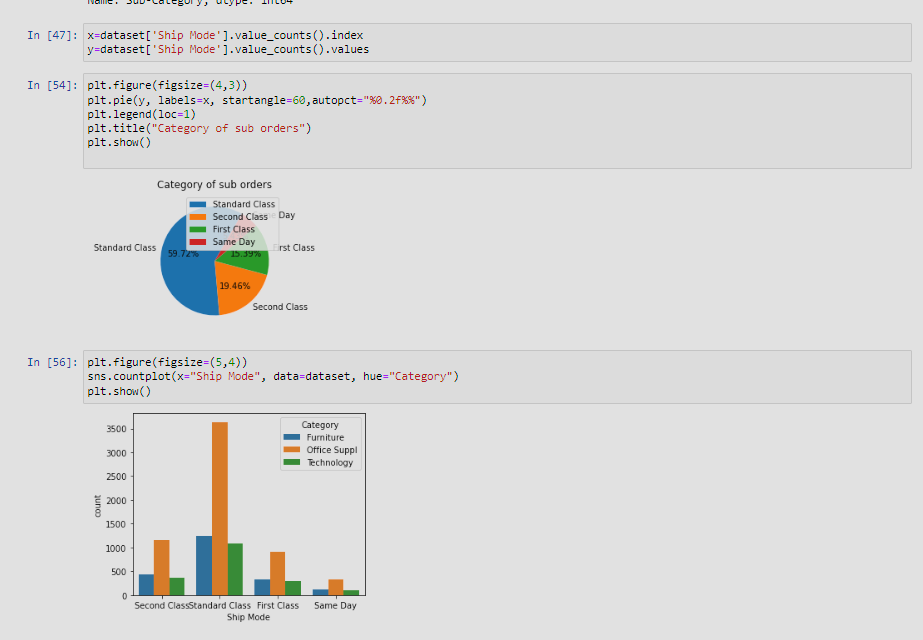 Name: Sub-Category, dtype: int64
In [47]: x=dataset['Ship Mode'].value_counts().index
y=dataset['Ship Mode'].value_counts().values
In [54]: plt.figure(figsize=(4,3))
plt.pie(y, labels=x, startangle=60,autopct="%0.2f%%")
plt.legend(loc=1)
plt.title("Category of sub orders")
plt.show()
Category of sub orders
Standard Class
Second Class
First Class
Same Day
Day
Standard Class
First Class
59.72%
15.39%
19.46%
Second Class
In [56]: plt.figure(figsize=(5,4))
sns.countplot(x="Ship Mode", data=dataset, hue="Category")
plt.show()
Category
Furniture
Office Suppl
Technology
3500
3000
2500
2000
1500
1000
500
0
count
Second Class Standard Class First Class Same Day
Ship Mode